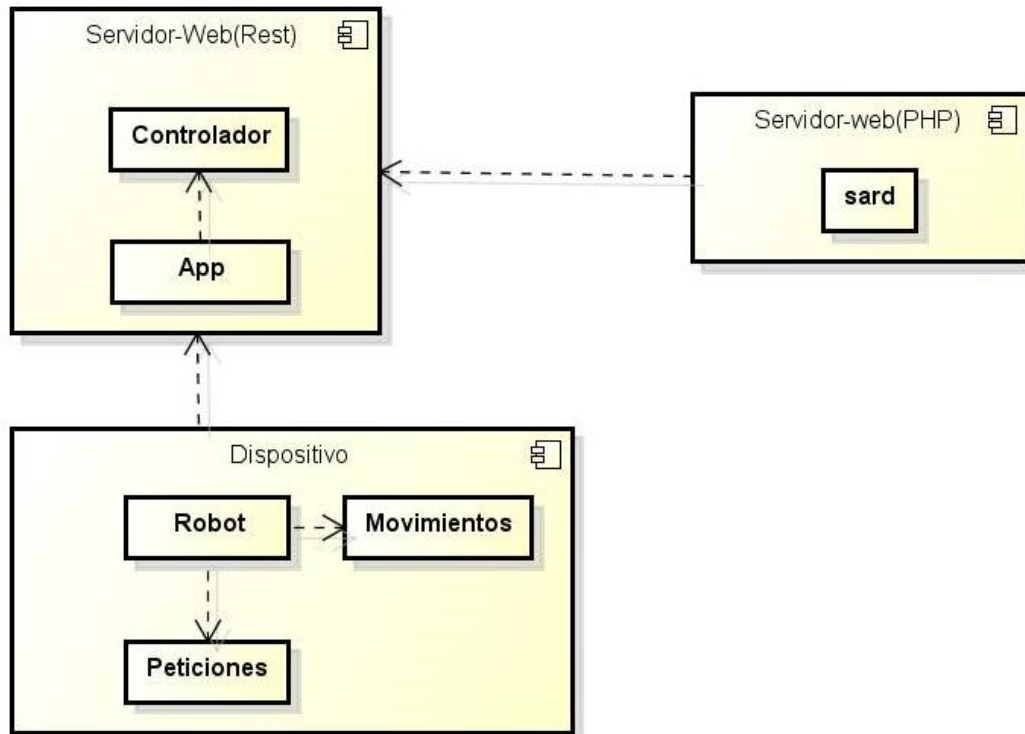 Servidor-Web(Rest)
Controlador
App
Servidor-web(PHP)
sard
Dispositivo
Robot
Movimientos
Peticiones